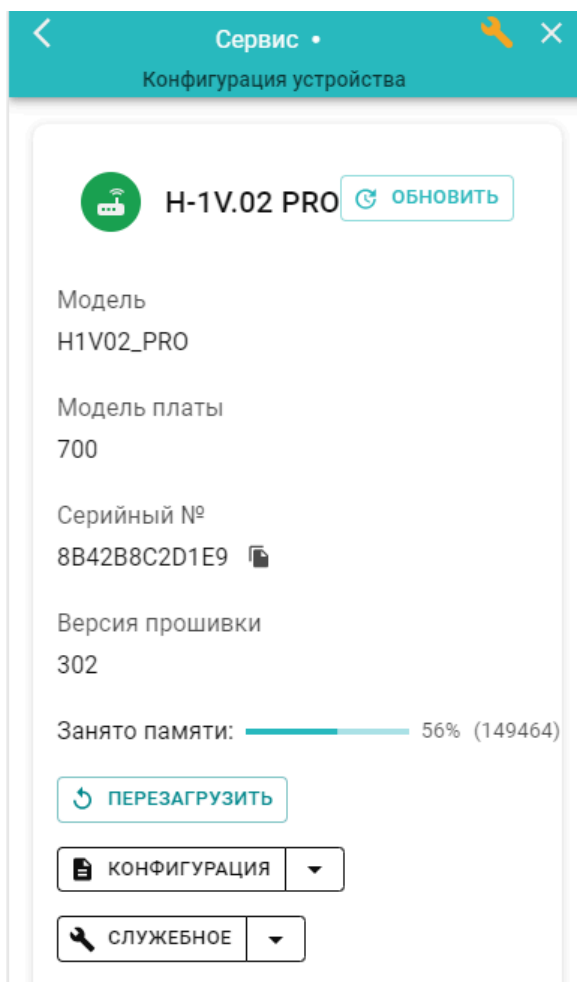 Сервис •
Конфигурация устройства
H-1V.02 PRO ОБНОВИТЬ
Модель
H1V02_PRO
Модель платы
700
Серийный №
8B42B8C2D1E9
Версия прошивки
302
Занято памяти: 56% (149464)
ПЕРЕЗАГРУЗИТЬ
КОНФИГУРАЦИЯ
СЛУЖЕБНОЕ